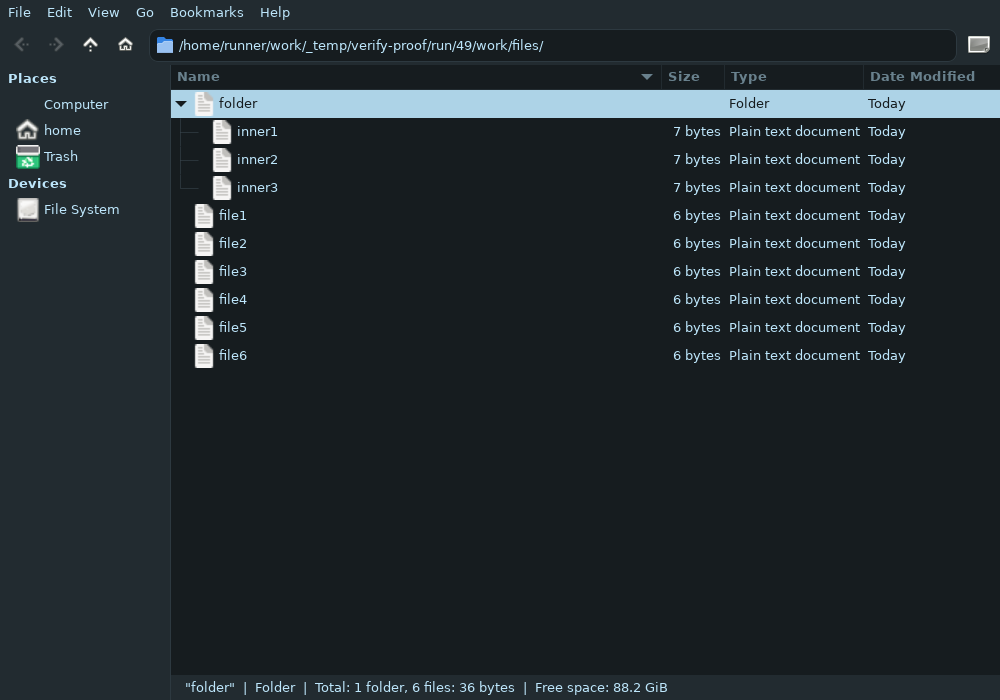 File Edit View Go Bookmarks Help
/home/runner/work/_temp/verify-proof/run/49/work/files/
Places
Computer
home
Trash
Devices
File System
Name Size Type Date Modified
folder Folder Today
inner1 7 bytes Plain text document Today
inner2 7 bytes Plain text document Today
inner3 7 bytes Plain text document Today
file1 6 bytes Plain text document Today
file2 6 bytes Plain text document Today
file3 6 bytes Plain text document Today
file4 6 bytes Plain text document Today
file5 6 bytes Plain text document Today
file6 6 bytes Plain text document Today
"folder" | Folder | Total: 1 folder, 6 files: 36 bytes | Free space: 88.2 GiB